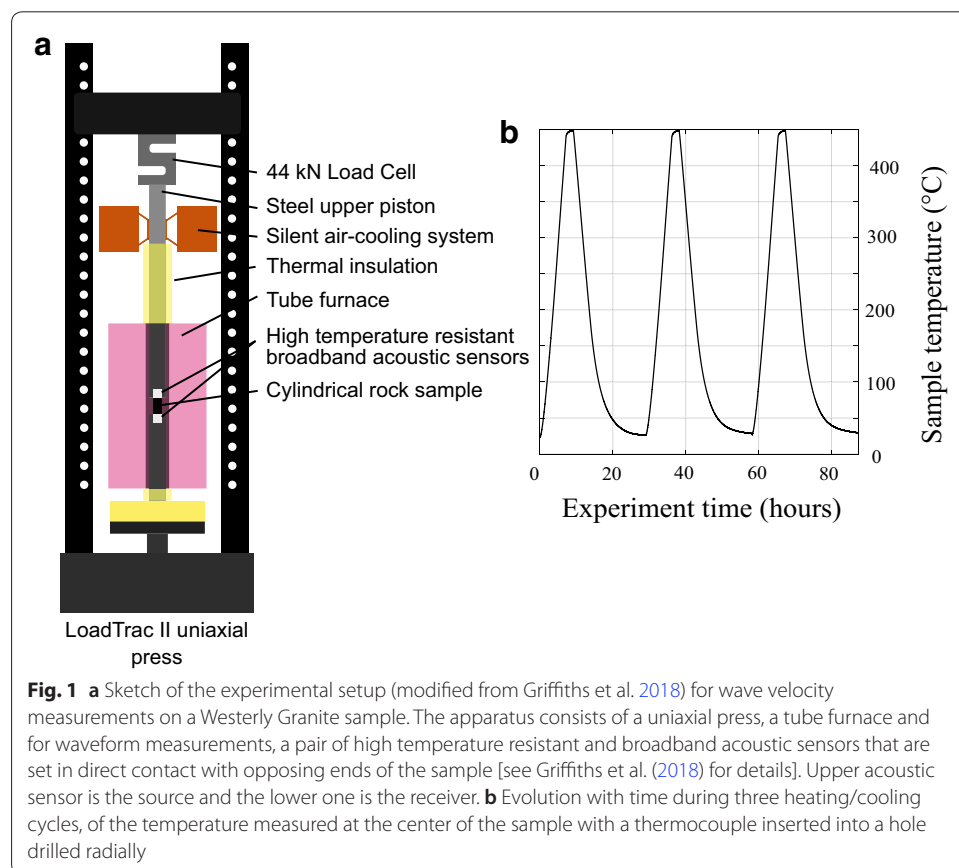 a
44 kN Load Cell
Steel upper piston
Silent air-cooling system
Thermal insulation
Tube furnace
High temperature resistant
broadband acoustic sensors
Cylindrical rock sample
LoadTrac II uniaxial
press
b
400
300
200
100
0
Sample temperature (°C)
0 20 40 60 80
Experiment time (hours)
Fig. 1 a Sketch of the experimental setup (modified from Griffiths et al. 2018) for wave velocity
measurements on a Westerly Granite sample. The apparatus consists of a uniaxial press, a tube furnace and
for waveform measurements, a pair of high temperature resistant and broadband acoustic sensors that are
set in direct contact with opposing ends of the sample [see Griffiths et al. (2018) for details]. Upper acoustic
sensor is the source and the lower one is the receiver. b Evolution with time during three heating/cooling
cycles, of the temperature measured at the center of the sample with a thermocouple inserted into a hole
drilled radially